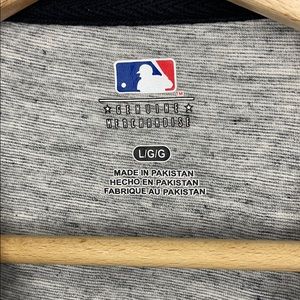 GENUINE
MERCHANDISE
L/G/G
MADE IN PAKISTAN
HECHO EN PAKISTAN
FABRIQUE AU PAKISTAN